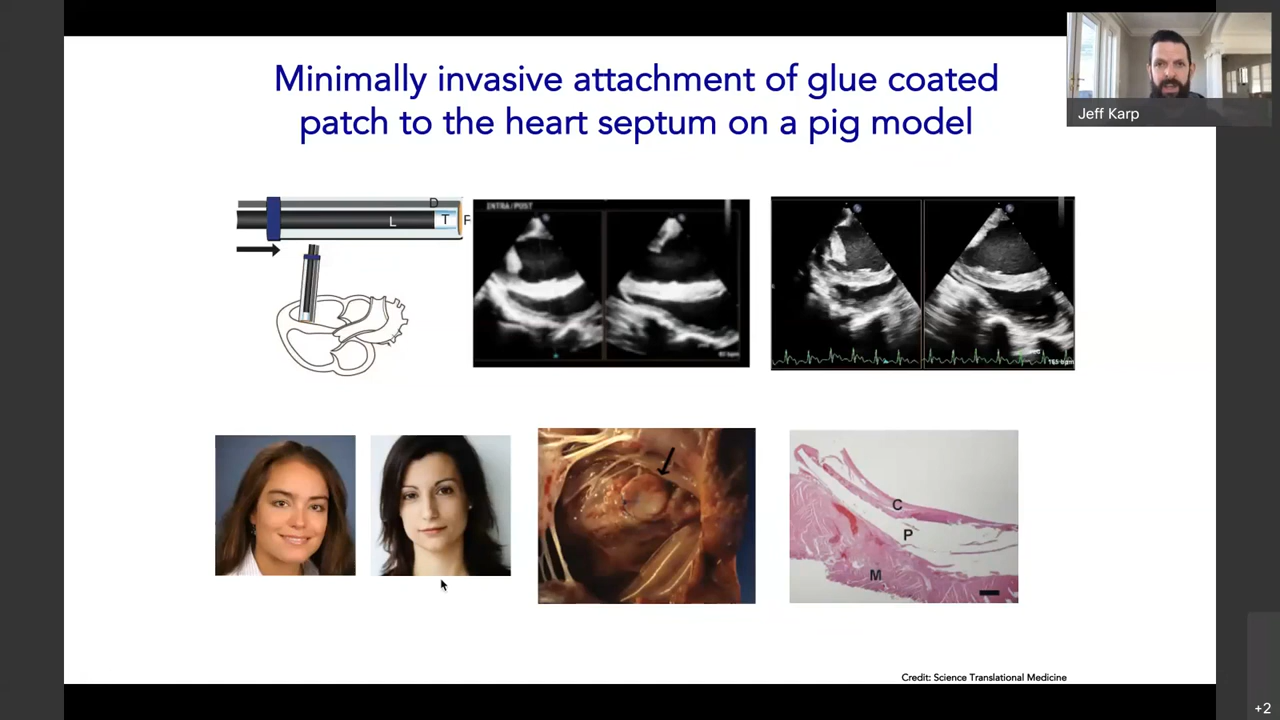 Minimally invasive attachment of glue coated
patch to the heart septum on a pig model
Jeff Karp
D
L
T
F
INTRA/POST
C
P
M
Credit: Science Translational Medicine
+2